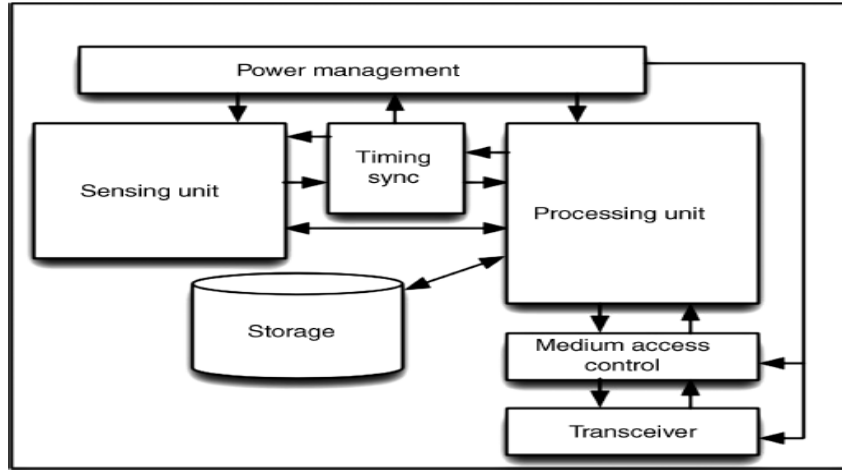 Power management
Timing
sync
Sensing unit
Processing unit
Storage
Medium access
control
Transceiver